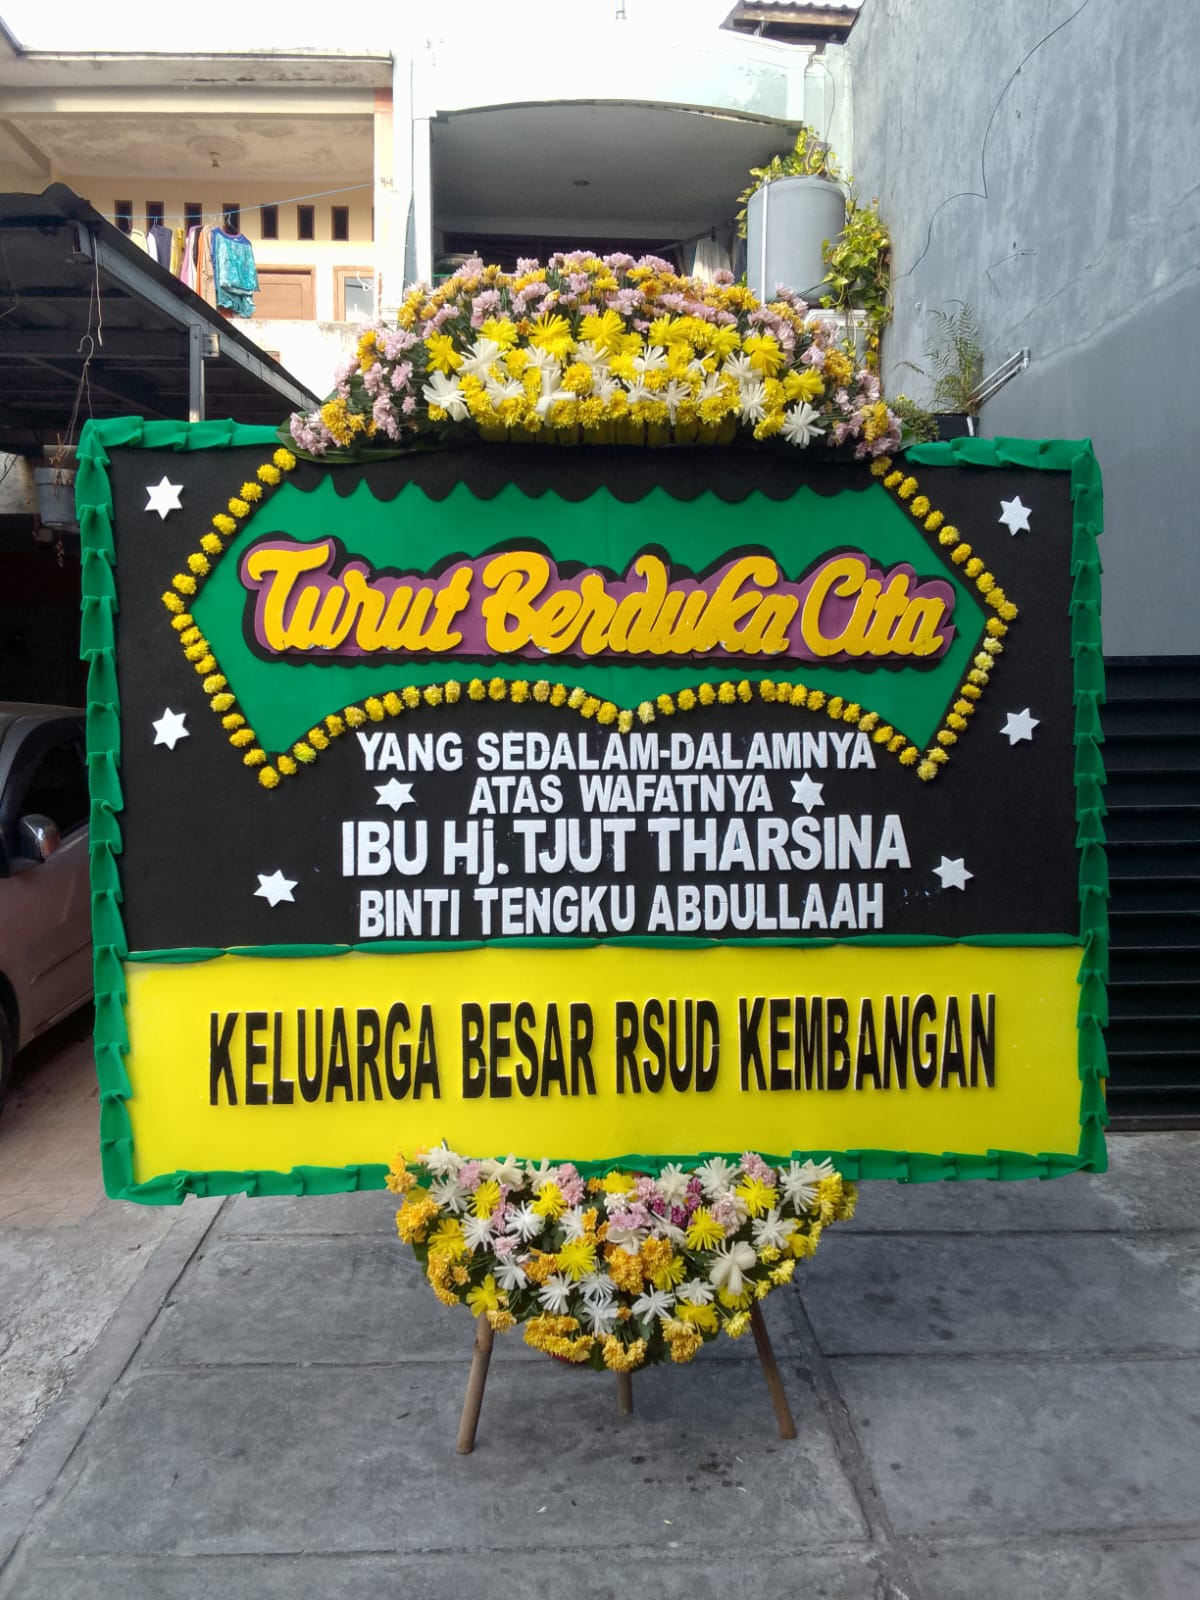 Turut Berduka Cita
YANG SEDALAM-DALAMNYA
ATAS WAFATNYA
IBU Hj. TJUT THARSINA
BINTI TENGKU ABDULLAAH
KELUARGA BESAR RSUD KEMBANGAN